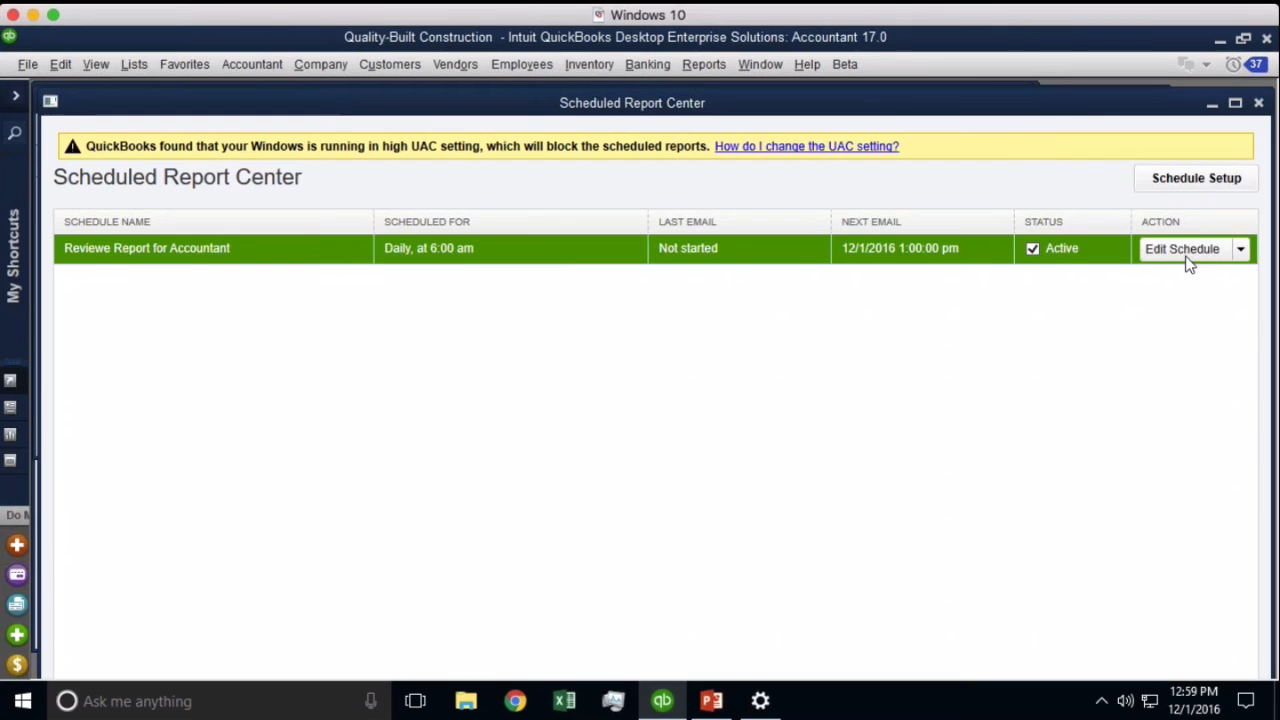 Windows 10
qb
Quality-Built Construction - Intuit QuickBooks Desktop Enterprise Solutions: Accountant 17.0
File Edit View Lists Favorites Accountant Company Customers Vendors Employees Inventory Banking Reports Window Help Beta 37
Scheduled Report Center
QuickBooks found that your Windows is running in high UAC setting, which will block the scheduled reports. How do I change the UAC setting?
Scheduled Report Center
Schedule Setup
SCHEDULE NAME SCHEDULED FOR LAST EMAIL NEXT EMAIL STATUS ACTION
Reviewe Report for Accountant Daily, at 6:00 am Not started 12/1/2016 1:00:00 pm Active Edit Schedule
My Shortcuts
Do M
$
Ask me anything
qb
12:59 PM
12/1/2016